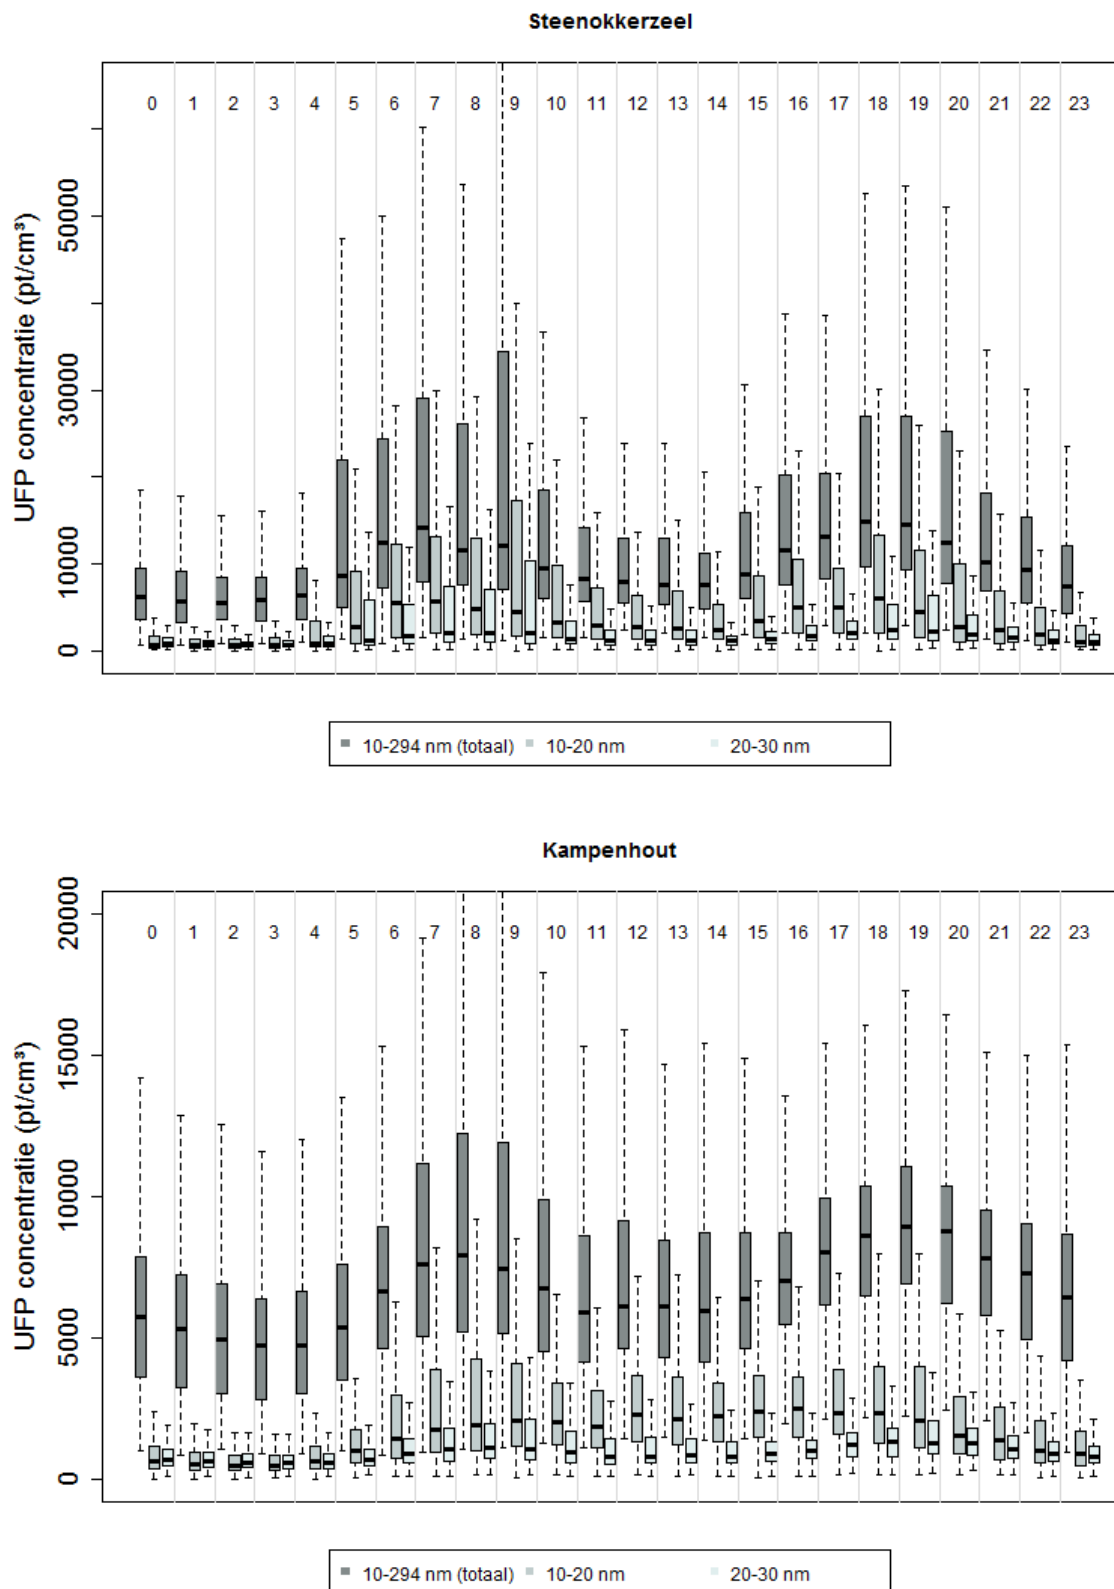 Steenokkerzeel
0 1 2 3 4 5 6 7 8 9 10 11 12 13 14 15 16 17 18 19 20 21 22 23
UFP concentratie (pt/cm³)
50000
30000
10000
0
10-294 nm (totaal) 10-20 nm 20-30 nm
Kampenhout
0 1 2 3 4 5 6 7 8 9 10 11 12 13 14 15 16 17 18 19 20 21 22 23
UFP concentratie (pt/cm³)
20000
15000
10000
5000
0
10-294 nm (totaal) 10-20 nm 20-30 nm